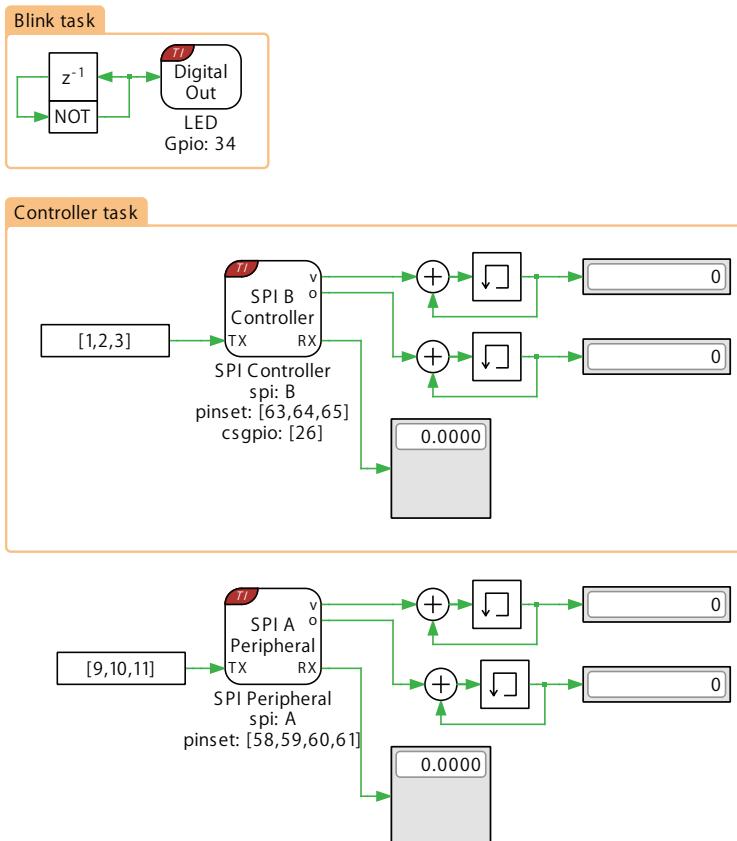 Blink task
TI
z-1
NOT
Digital
Out
LED
Gpio: 34
Controller task
[1,2,3]
TI
v
o
SPI B
Controller
TX RX
SPI Controller
spi: B
pinset: [63,64,65]
csgpio: [26]
+
0
+
0
0.0000
[9,10,11]
TI
v
o
SPI A
Peripheral
TX RX
SPI Peripheral
spi: A
pinset: [58,59,60,61]
+
0
+
0
0.0000